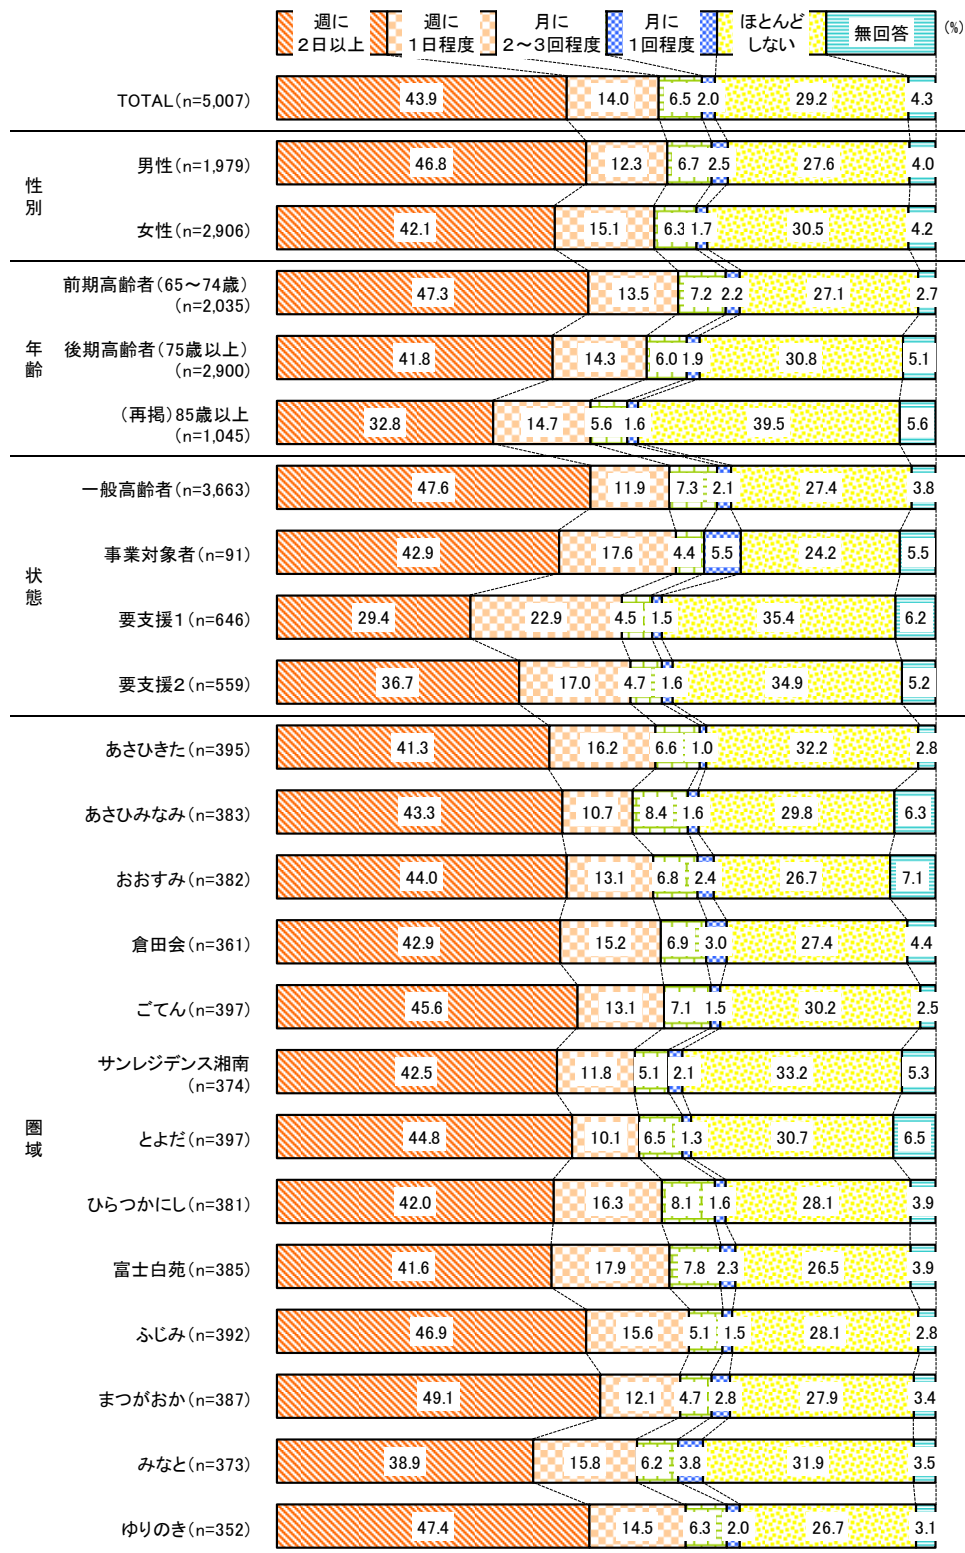 週に 週に 月に 月に ほとんど 無回答 (%)
2日以上 1日程度 2～3回程度 1回程度 しない
TOTAL(n=5,007) 43.9 14.0 6.5 2.0 29.2 4.3
性別
男性(n=1,979) 46.8 12.3 6.7 2.5 27.6 4.0
女性(n=2,906) 42.1 15.1 6.3 1.7 30.5 4.2
年齢
前期高齢者(65～74歳)
(n=2,035) 47.3 13.5 7.2 2.2 27.1 2.7
後期高齢者(75歳以上)
(n=2,900) 41.8 14.3 6.0 1.9 30.8 5.1
(再掲)85歳以上
(n=1,045) 32.8 14.7 5.6 1.6 39.5 5.6
状態
一般高齢者(n=3,663) 47.6 11.9 7.3 2.1 27.4 3.8
事業対象者(n=91) 42.9 17.6 4.4 5.5 24.2 5.5
要支援1(n=646) 29.4 22.9 4.5 1.5 35.4 6.2
要支援2(n=559) 36.7 17.0 4.7 1.6 34.9 5.2
圏域
あさひきた(n=395) 41.3 16.2 6.6 1.0 32.2 2.8
あさひみなみ(n=383) 43.3 10.7 8.4 1.6 29.8 6.3
おおすみ(n=382) 44.0 13.1 6.8 2.4 26.7 7.1
倉田会(n=361) 42.9 15.2 6.9 3.0 27.4 4.4
ごてん(n=397) 45.6 13.1 7.1 1.5 30.2 2.5
サンレジデンス湘南
(n=374) 42.5 11.8 5.1 2.1 33.2 5.3
とよだ(n=397) 44.8 10.1 6.5 1.3 30.7 6.5
ひらつかにし(n=381) 42.0 16.3 8.1 1.6 28.1 3.9
富士白苑(n=385) 41.6 17.9 7.8 2.3 26.5 3.9
ふじみ(n=392) 46.9 15.6 5.1 1.5 28.1 2.8
まつがおか(n=387) 49.1 12.1 4.7 2.8 27.9 3.4
みなと(n=373) 38.9 15.8 6.2 3.8 31.9 3.5
ゆりのき(n=352) 47.4 14.5 6.3 2.0 26.7 3.1